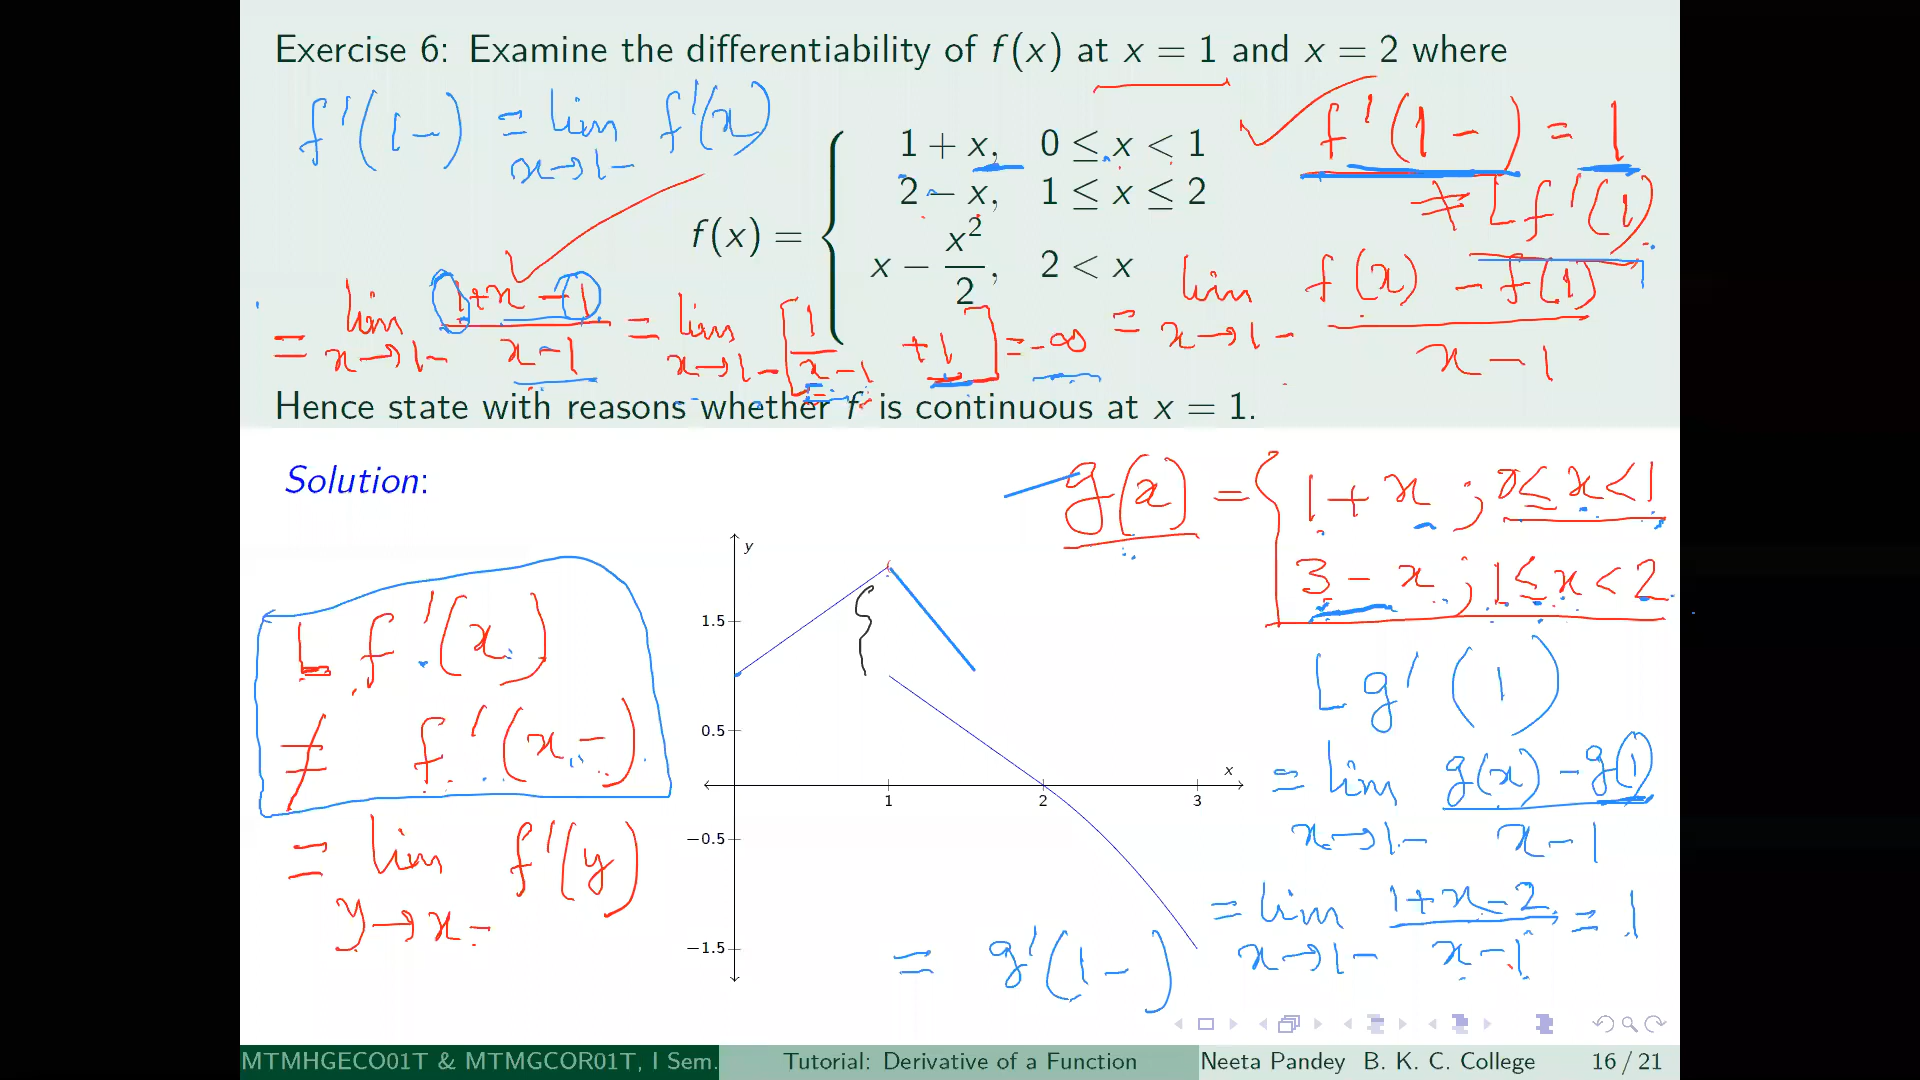 Exercise 6: Examine the differentiability of f(x) at x = 1 and x = 2 where
f'(1-) = lim x→1- f'(x)
f'(1-) = 1
≠ Lf'(1)
f(x) = { 1 + x, 0 ≤ x < 1
2 − x, 1 ≤ x ≤ 2
x − x²/2, 2 < x
= lim x→1- (f(x) - f(1))/(x - 1)
= lim x→1- (1+x - 1)/(x-1) = lim x→1- [1/(x-1) + 1] = -∞
Hence state with reasons whether f is continuous at x = 1.
Solution:
g(x) = { 1 + x ; 0 ≤ x < 1
3 - x ; 1 ≤ x < 2
L f'(x)
≠ f'(x-)
= lim y→x- f'(y)
y
1.5
0.5
x
1 2 3
−0.5
−1.5
Lg'(1)
= lim x→1- (g(x) - g(1))/(x-1)
= lim x→1- (1+x-2)/(x-1) = 1
= g'(1-)
MTMHGECO01T & MTMGCOR01T, I Sem. Tutorial: Derivative of a Function Neeta Pandey B. K. C. College 16 / 21